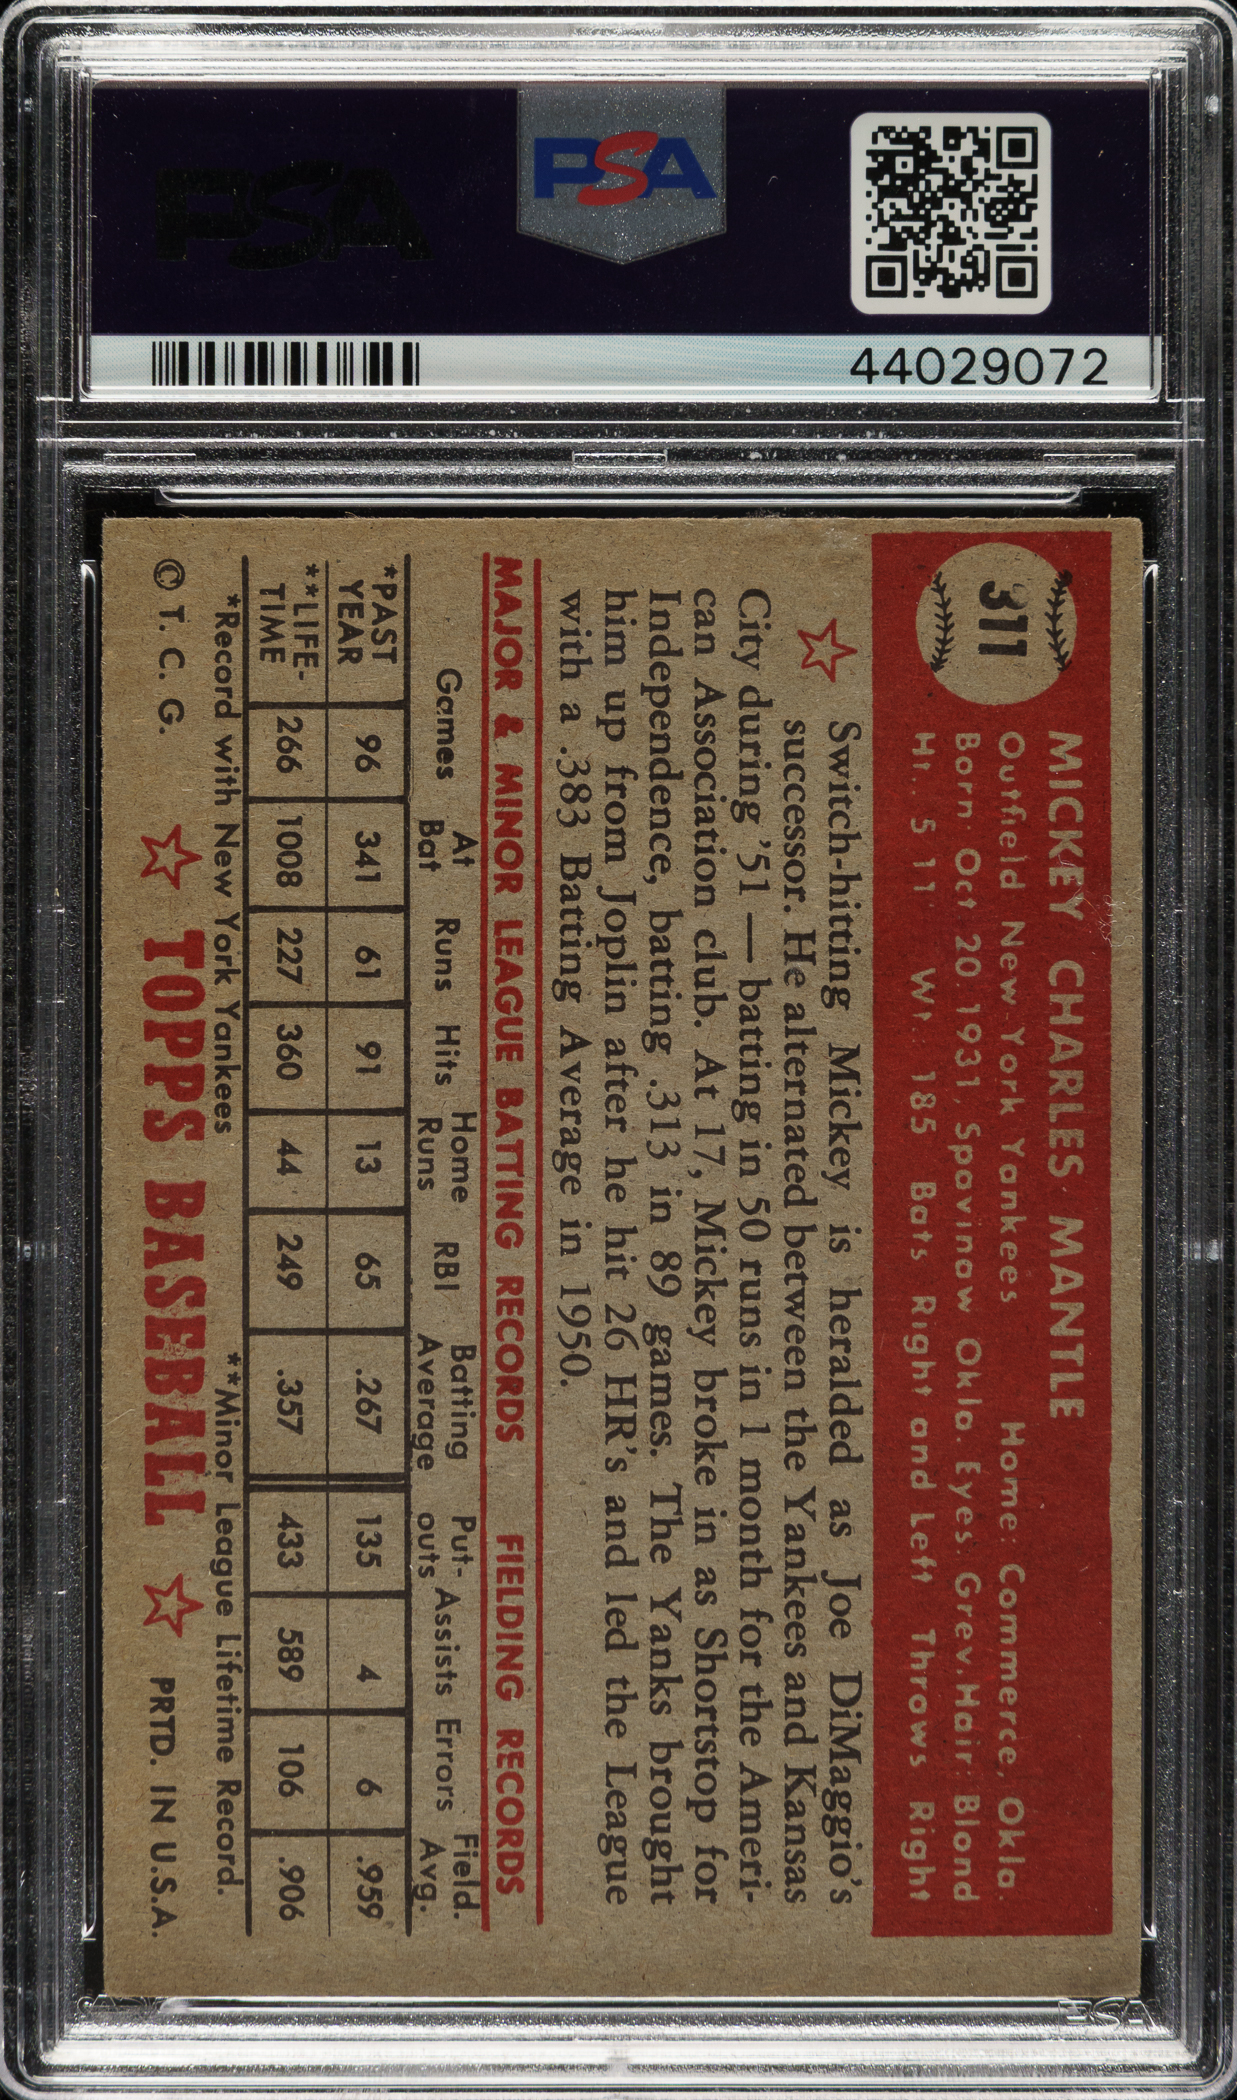 PSA
PSA
44029072
311
MICKEY CHARLES MANTLE
Outfield New York Yankees Home: Commerce, Okla.
Born: Oct. 20, 1931, Spavinaw Okla. Eyes: Grey. Hair: Blond
Ht.: 5'11" Wt.: 185 Bats Right and Left Throws Right
Switch-hitting Mickey is heralded as Joe DiMaggio's
successor. He alternated between the Yankees and Kansas
City during '51 — batting in 50 runs in 1 month for the Ameri-
can Association club. At 17, Mickey broke in as Shortstop for
Independence, batting .313 in 89 games. The Yanks brought
him up from Joplin after he hit 26 HR's and led the League
with a .383 Batting Average in 1950.
MAJOR & MINOR LEAGUE BATTING RECORDS FIELDING RECORDS
Games At Bat Runs Hits Home Runs RBI Batting Average Put-outs Assists Errors Field. Avg.
*PAST YEAR 96 341 61 91 13 65 .267 135 4 6 .959
**LIFE-TIME 266 1008 227 360 44 249 .357 433 589 106 .906
*Record with New York Yankees **Minor League Lifetime Record.
© T. C. G. TOPPS BASEBALL PRTD. IN U.S.A.
PSA